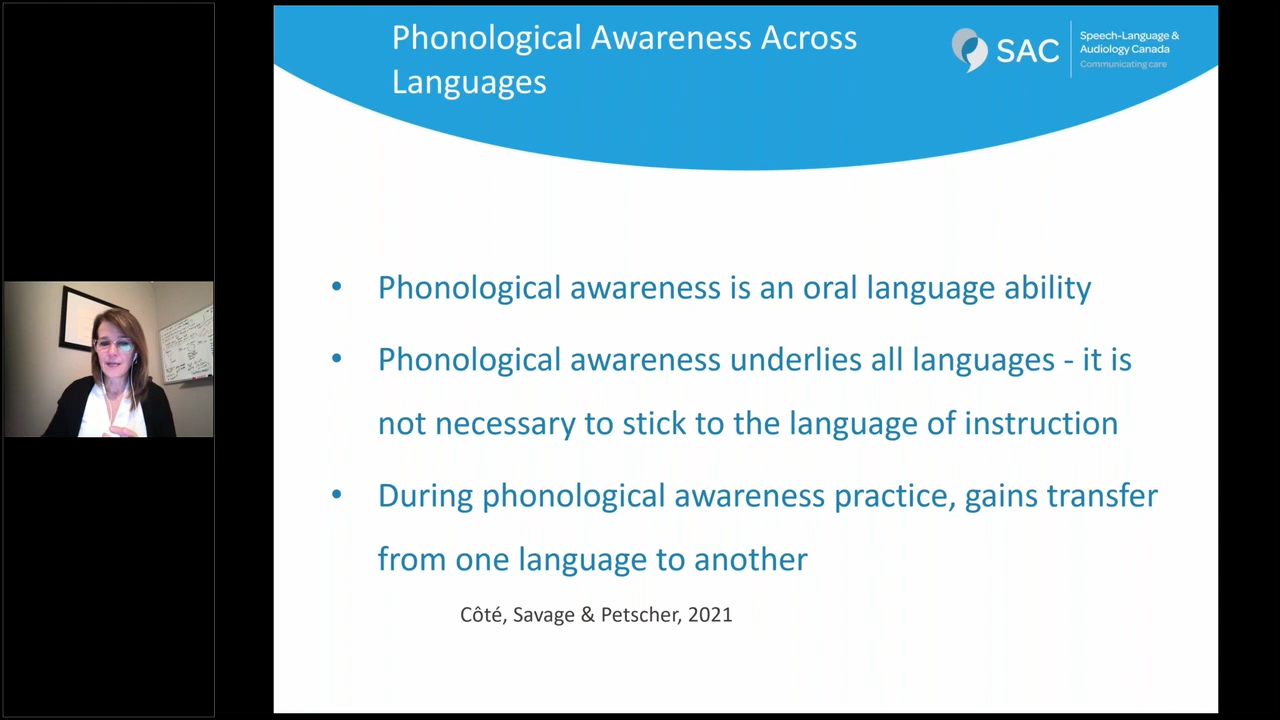 Phonological Awareness Across
Languages
SAC
Speech-Language &
Audiology Canada
Communicating care
• Phonological awareness is an oral language ability
• Phonological awareness underlies all languages - it is
not necessary to stick to the language of instruction
• During phonological awareness practice, gains transfer
from one language to another
Côté, Savage & Petscher, 2021